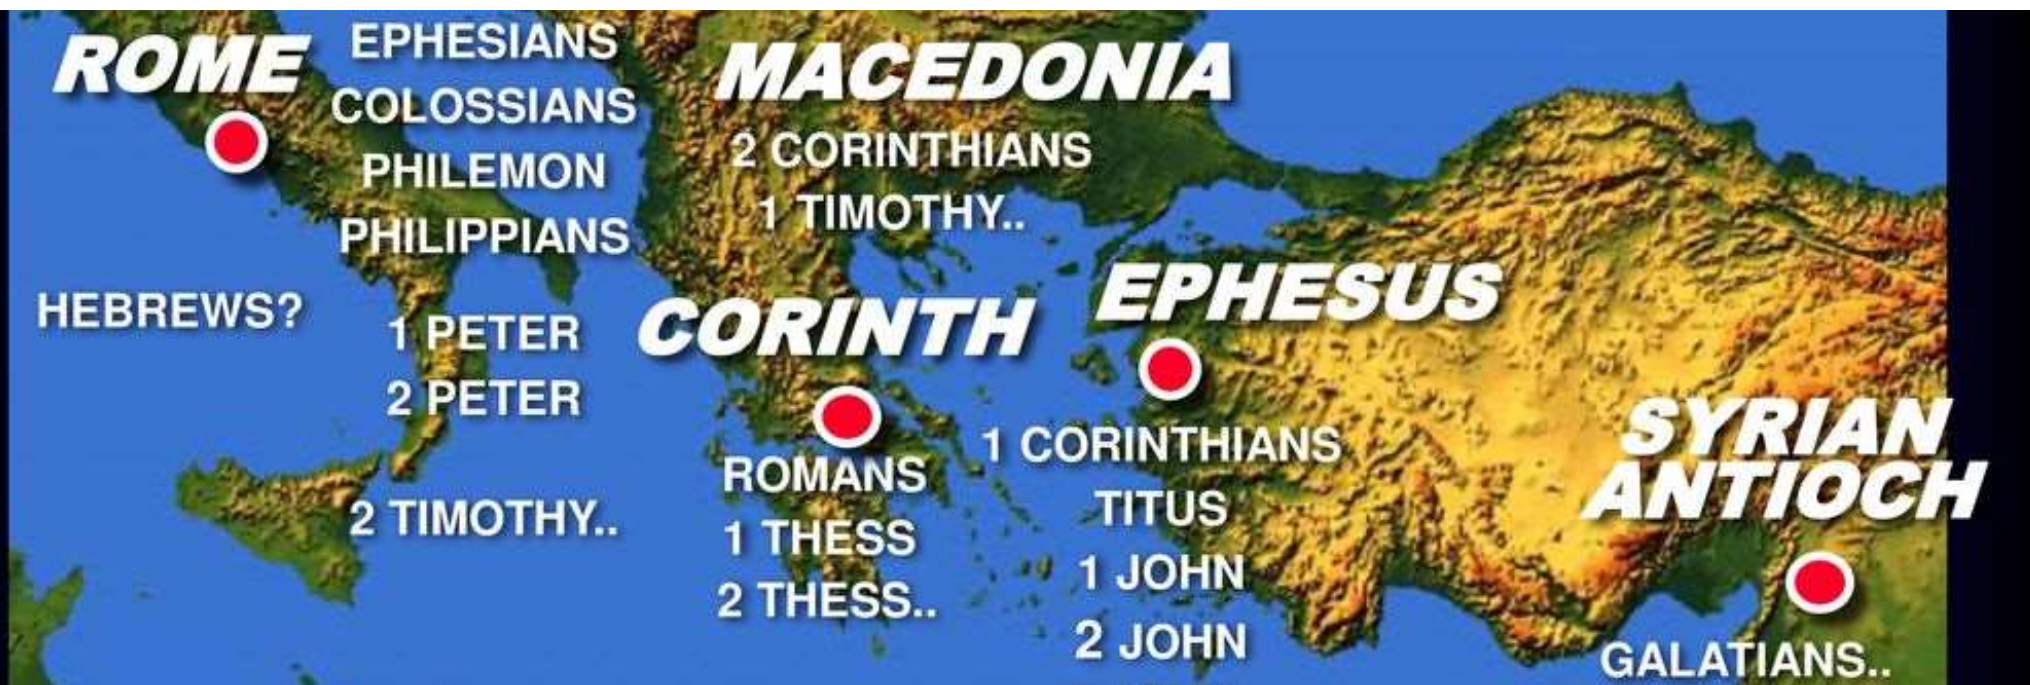 ROME
EPHESIANS
COLOSSIANS
PHILEMON
PHILIPPIANS
HEBREWS?
1 PETER
2 PETER
2 TIMOTHY..
MACEDONIA
2 CORINTHIANS
1 TIMOTHY..
CORINTH
ROMANS
1 THESS
2 THESS..
EPHESUS
1 CORINTHIANS
TITUS
1 JOHN
2 JOHN
SYRIAN
ANTIOCH
GALATIANS..